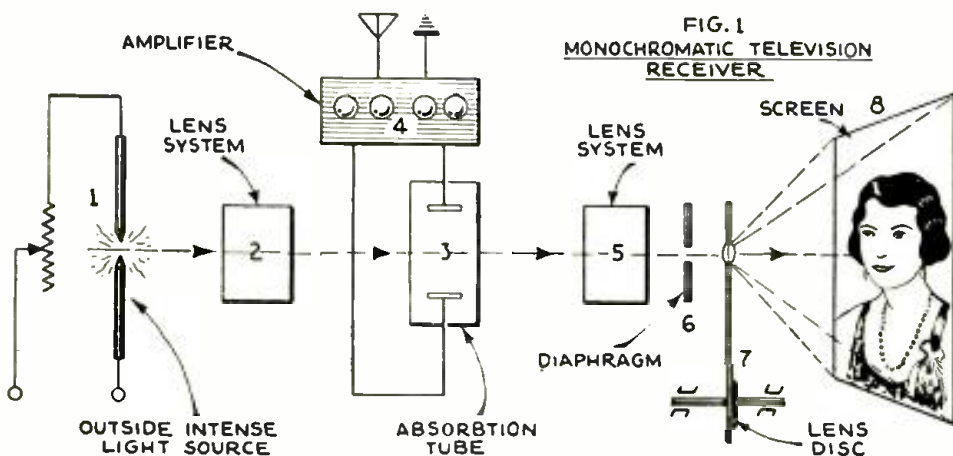 FIG. 1
MONOCHROMATIC TELEVISION
RECEIVER
AMPLIFIER
LENS
SYSTEM
4
LENS
SYSTEM
SCREEN
8
1
2
3
5
6
DIAPHRAGM
7
OUTSIDE INTENSE
LIGHT SOURCE
ABSORBTION
TUBE
LENS
DISC